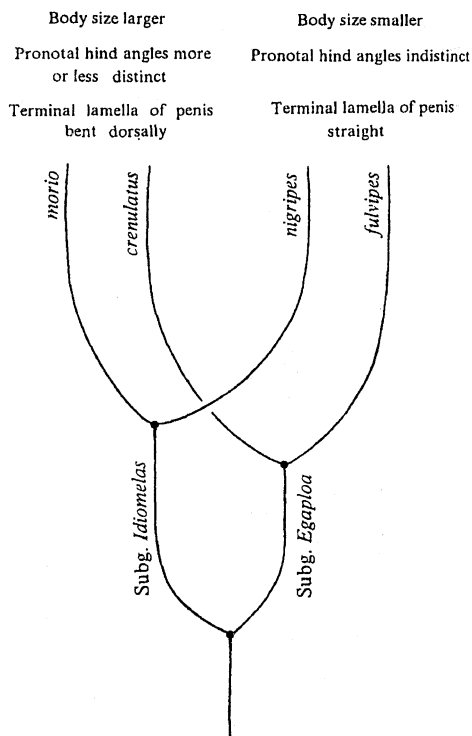 Body size larger
Pronotal hind angles more
or less distinct
Terminal lamella of penis
bent dorsally
Body size smaller
Pronotal hind angles indistinct
Terminal lamella of penis
straight
morio
crenulatus
nigripes
fulvipes
Subg. Idiomelas
Subg. Egaploa